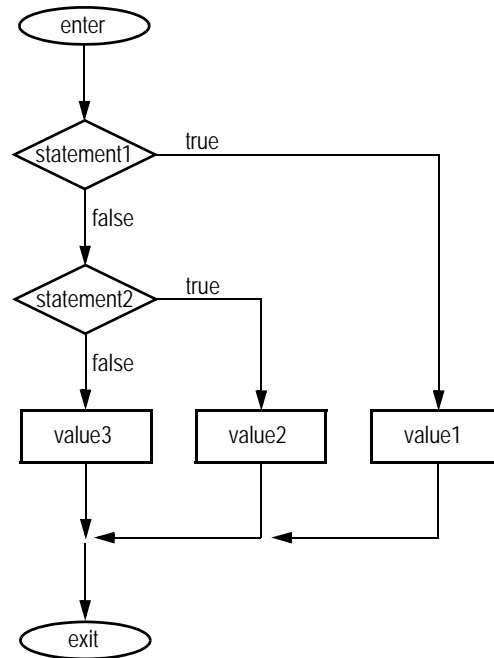 enter
statement1
true
false
statement2
true
false
value3
value2
value1
exit